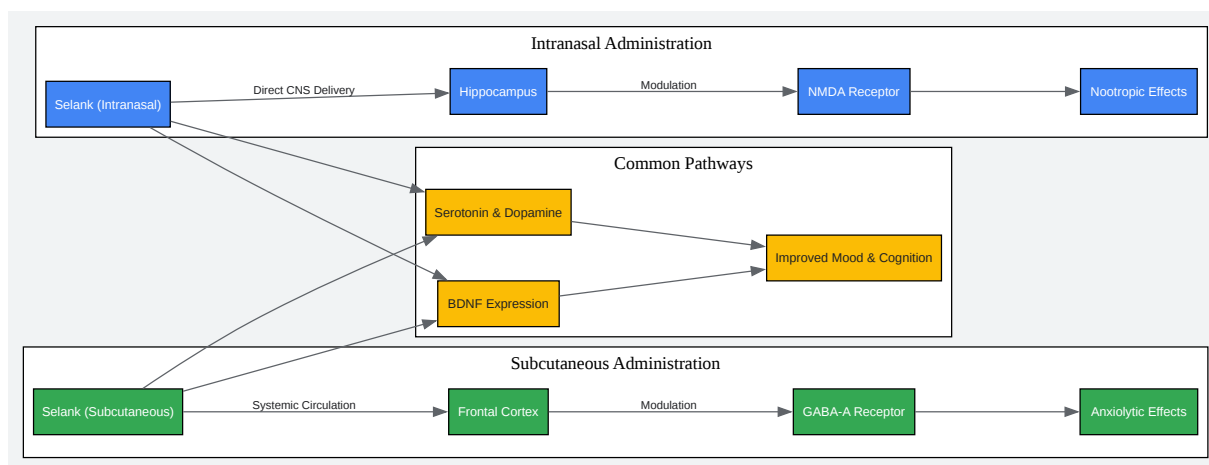 Intranasal Administration
Selank (Intranasal)
Direct CNS Delivery
Hippocampus
Modulation
NMDA Receptor
Nootropic Effects
Common Pathways
Serotonin & Dopamine
Improved Mood & Cognition
BDNF Expression
Subcutaneous Administration
Selank (Subcutaneous)
Systemic Circulation
Frontal Cortex
Modulation
GABA-A Receptor
Anxiolytic Effects